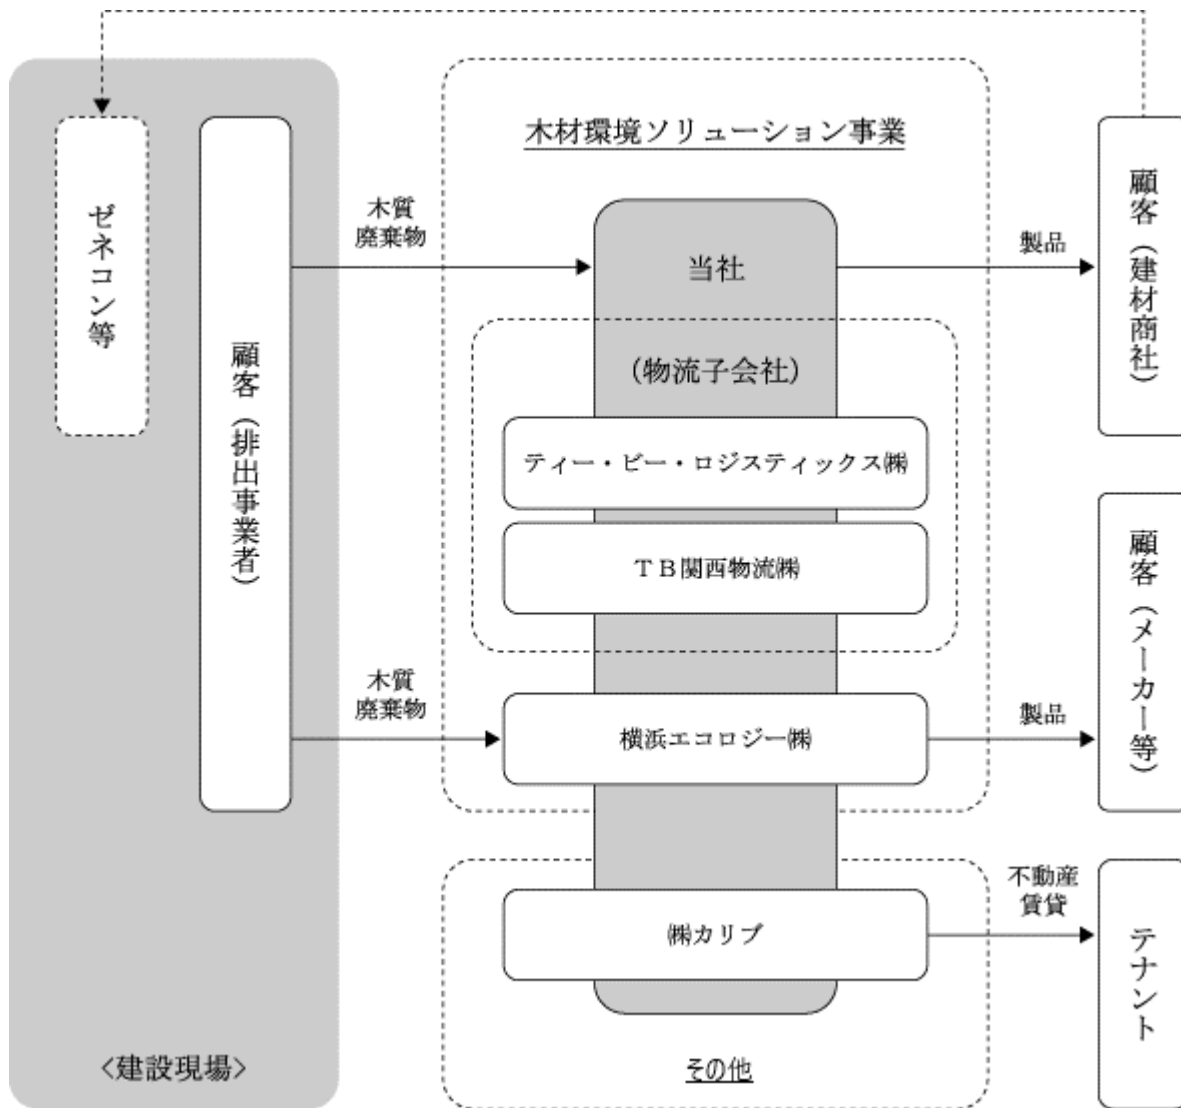 木材環境ソリューション事業
ゼネコン等
顧客（排出事業者）
木質
廃棄物
当社
製品
顧客（建材商社）
（物流子会社）
ティー・ビー・ロジスティックス㈱
ＴＢ関西物流㈱
木質
廃棄物
横浜エコロジー㈱
製品
顧客（メーカー等）
㈱カリブ
不動産
賃貸
テナント
<建設現場>
その他